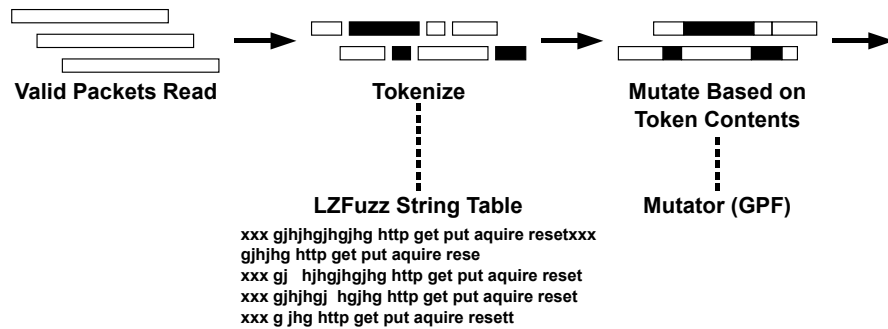 Valid Packets Read
Tokenize
Mutate Based on
Token Contents
LZFuzz String Table
Mutator (GPF)
xxx gjhjhgjhgjhg http get put aquire resetxxx
gjhjhg http get put aquire rese
xxx gj hjhgjhgjhg http get put aquire reset
xxx gjhjhgj hgjhg http get put aquire reset
xxx g jhg http get put aquire resett